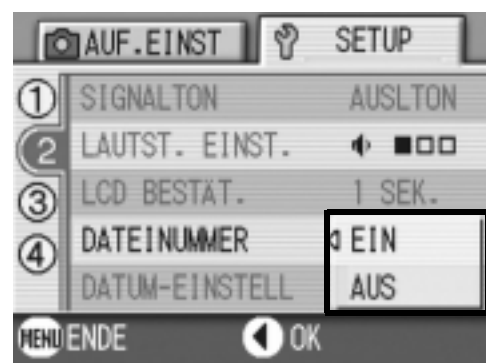 AUF.EINST SETUP
1 SIGNALTON AUSLTON
2 LAUTST. EINST.
3 LCD BESTÄT. 1 SEK.
4 DATEINUMMER EIN
DATUM-EINSTELL AUS
MENU ENDE OK